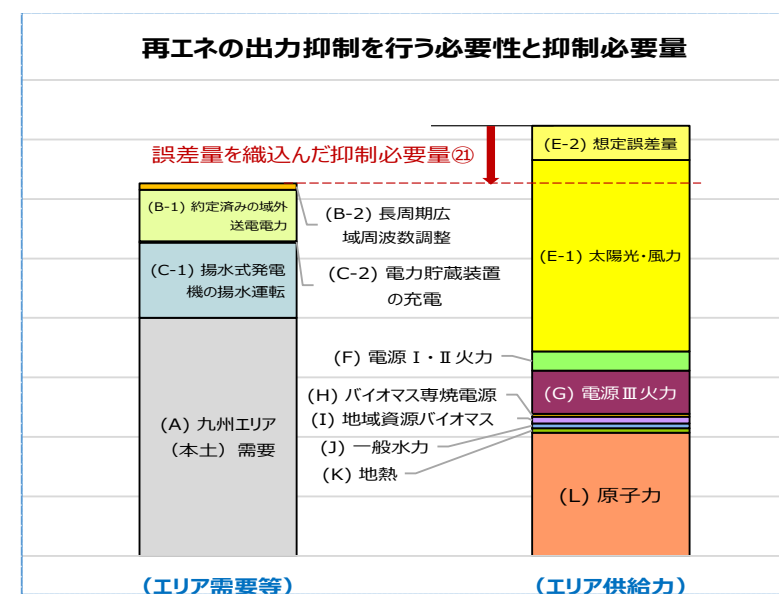 再エネの出力抑制を行う必要性と抑制必要量
誤差量を織込んだ抑制必要量㉑
(B-1) 約定済みの域外
送電電力
(B-2) 長周期広
域周波数調整
(C-1) 揚水式発電
機の揚水運転
(C-2) 電力貯蔵装置
の充電
(A) 九州エリア
（本土）需要
(E-2) 想定誤差量
(E-1) 太陽光・風力
(F) 電源Ⅰ・Ⅱ火力
(G) 電源Ⅲ火力
(H) バイオマス専焼電源
(I) 地域資源バイオマス
(J) 一般水力
(K) 地熱
(L) 原子力
（エリア需要等）
（エリア供給力）